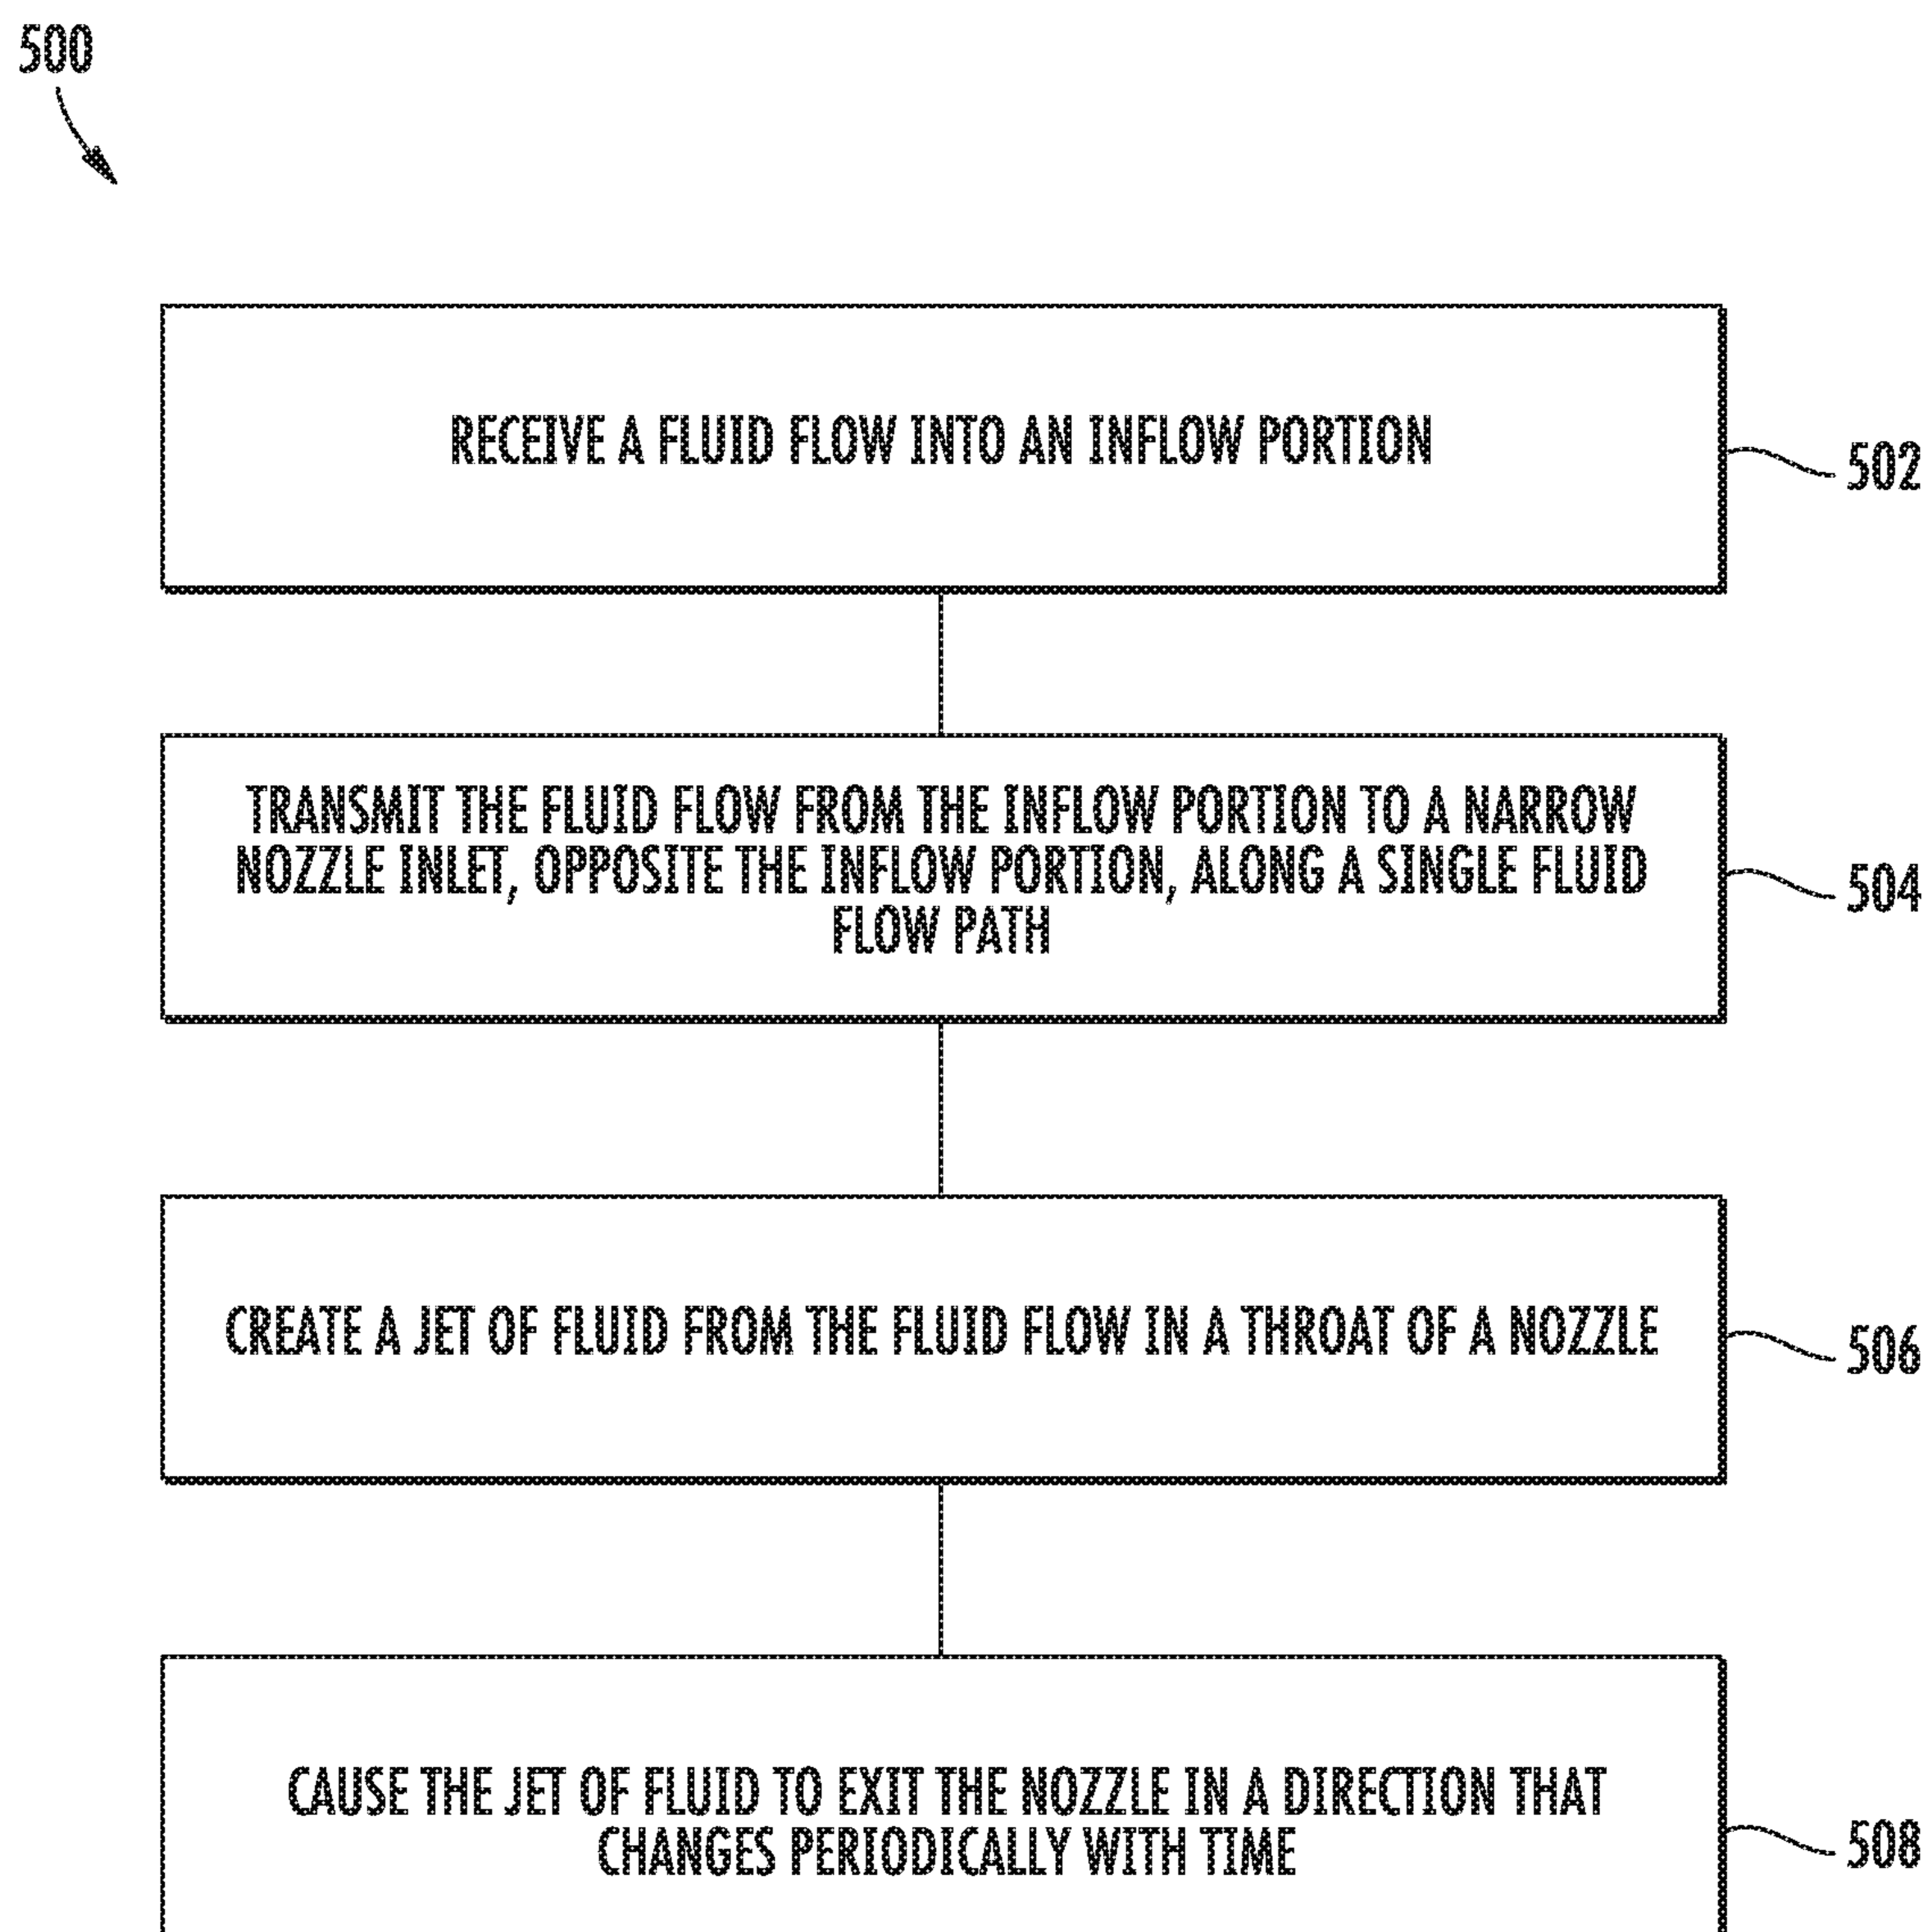 500
RECEIVE A FLUID FLOW INTO AN INFLOW PORTION
502
TRANSMIT THE FLUID FLOW FROM THE INFLOW PORTION TO A NARROW
NOZZLE INLET, OPPOSITE THE INFLOW PORTION, ALONG A SINGLE FLUID
FLOW PATH
504
CREATE A JET OF FLUID FROM THE FLUID FLOW IN A THROAT OF A NOZZLE
506
CAUSE THE JET OF FLUID TO EXIT THE NOZZLE IN A DIRECTION THAT
CHANGES PERIODICALLY WITH TIME
508